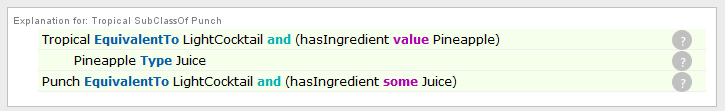 Explanation for: Tropical SubClassOf Punch
Tropical EquivalentTo LightCocktail and (hasIngredient value Pineapple) ?
Pineapple Type Juice ?
Punch EquivalentTo LightCocktail and (hasIngredient some Juice) ?